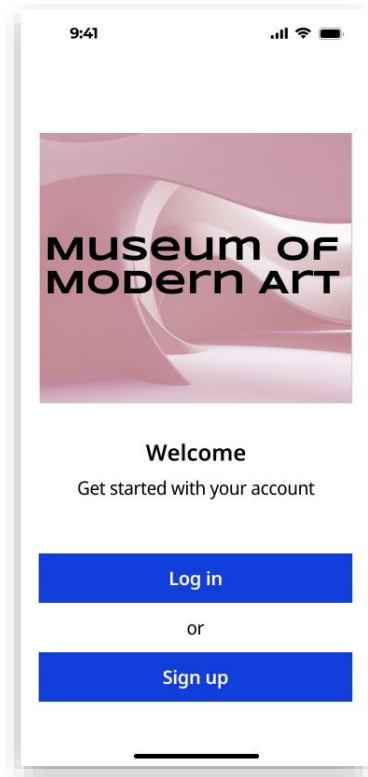 9:41
Museum of
Modern Art
Welcome
Get started with your account
Log in
or
Sign up